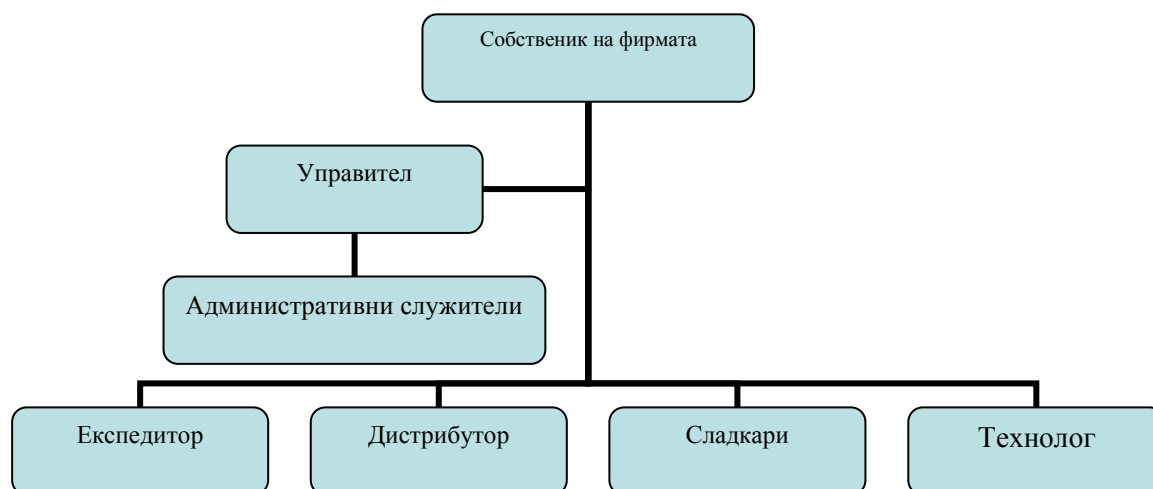 Собственик на фирмата
Управител
Административни служители
Експедитор
Дистрибутор
Сладкари
Технолог